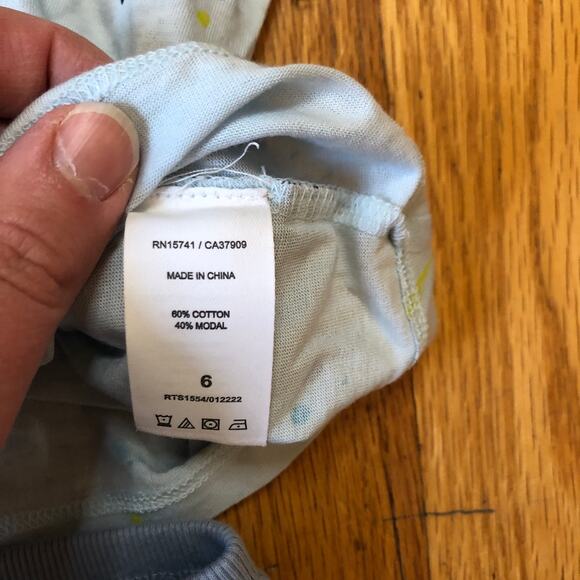 RN15741 / CA37909
MADE IN CHINA
60% COTTON
40% MODAL
6
RTS1554/012222